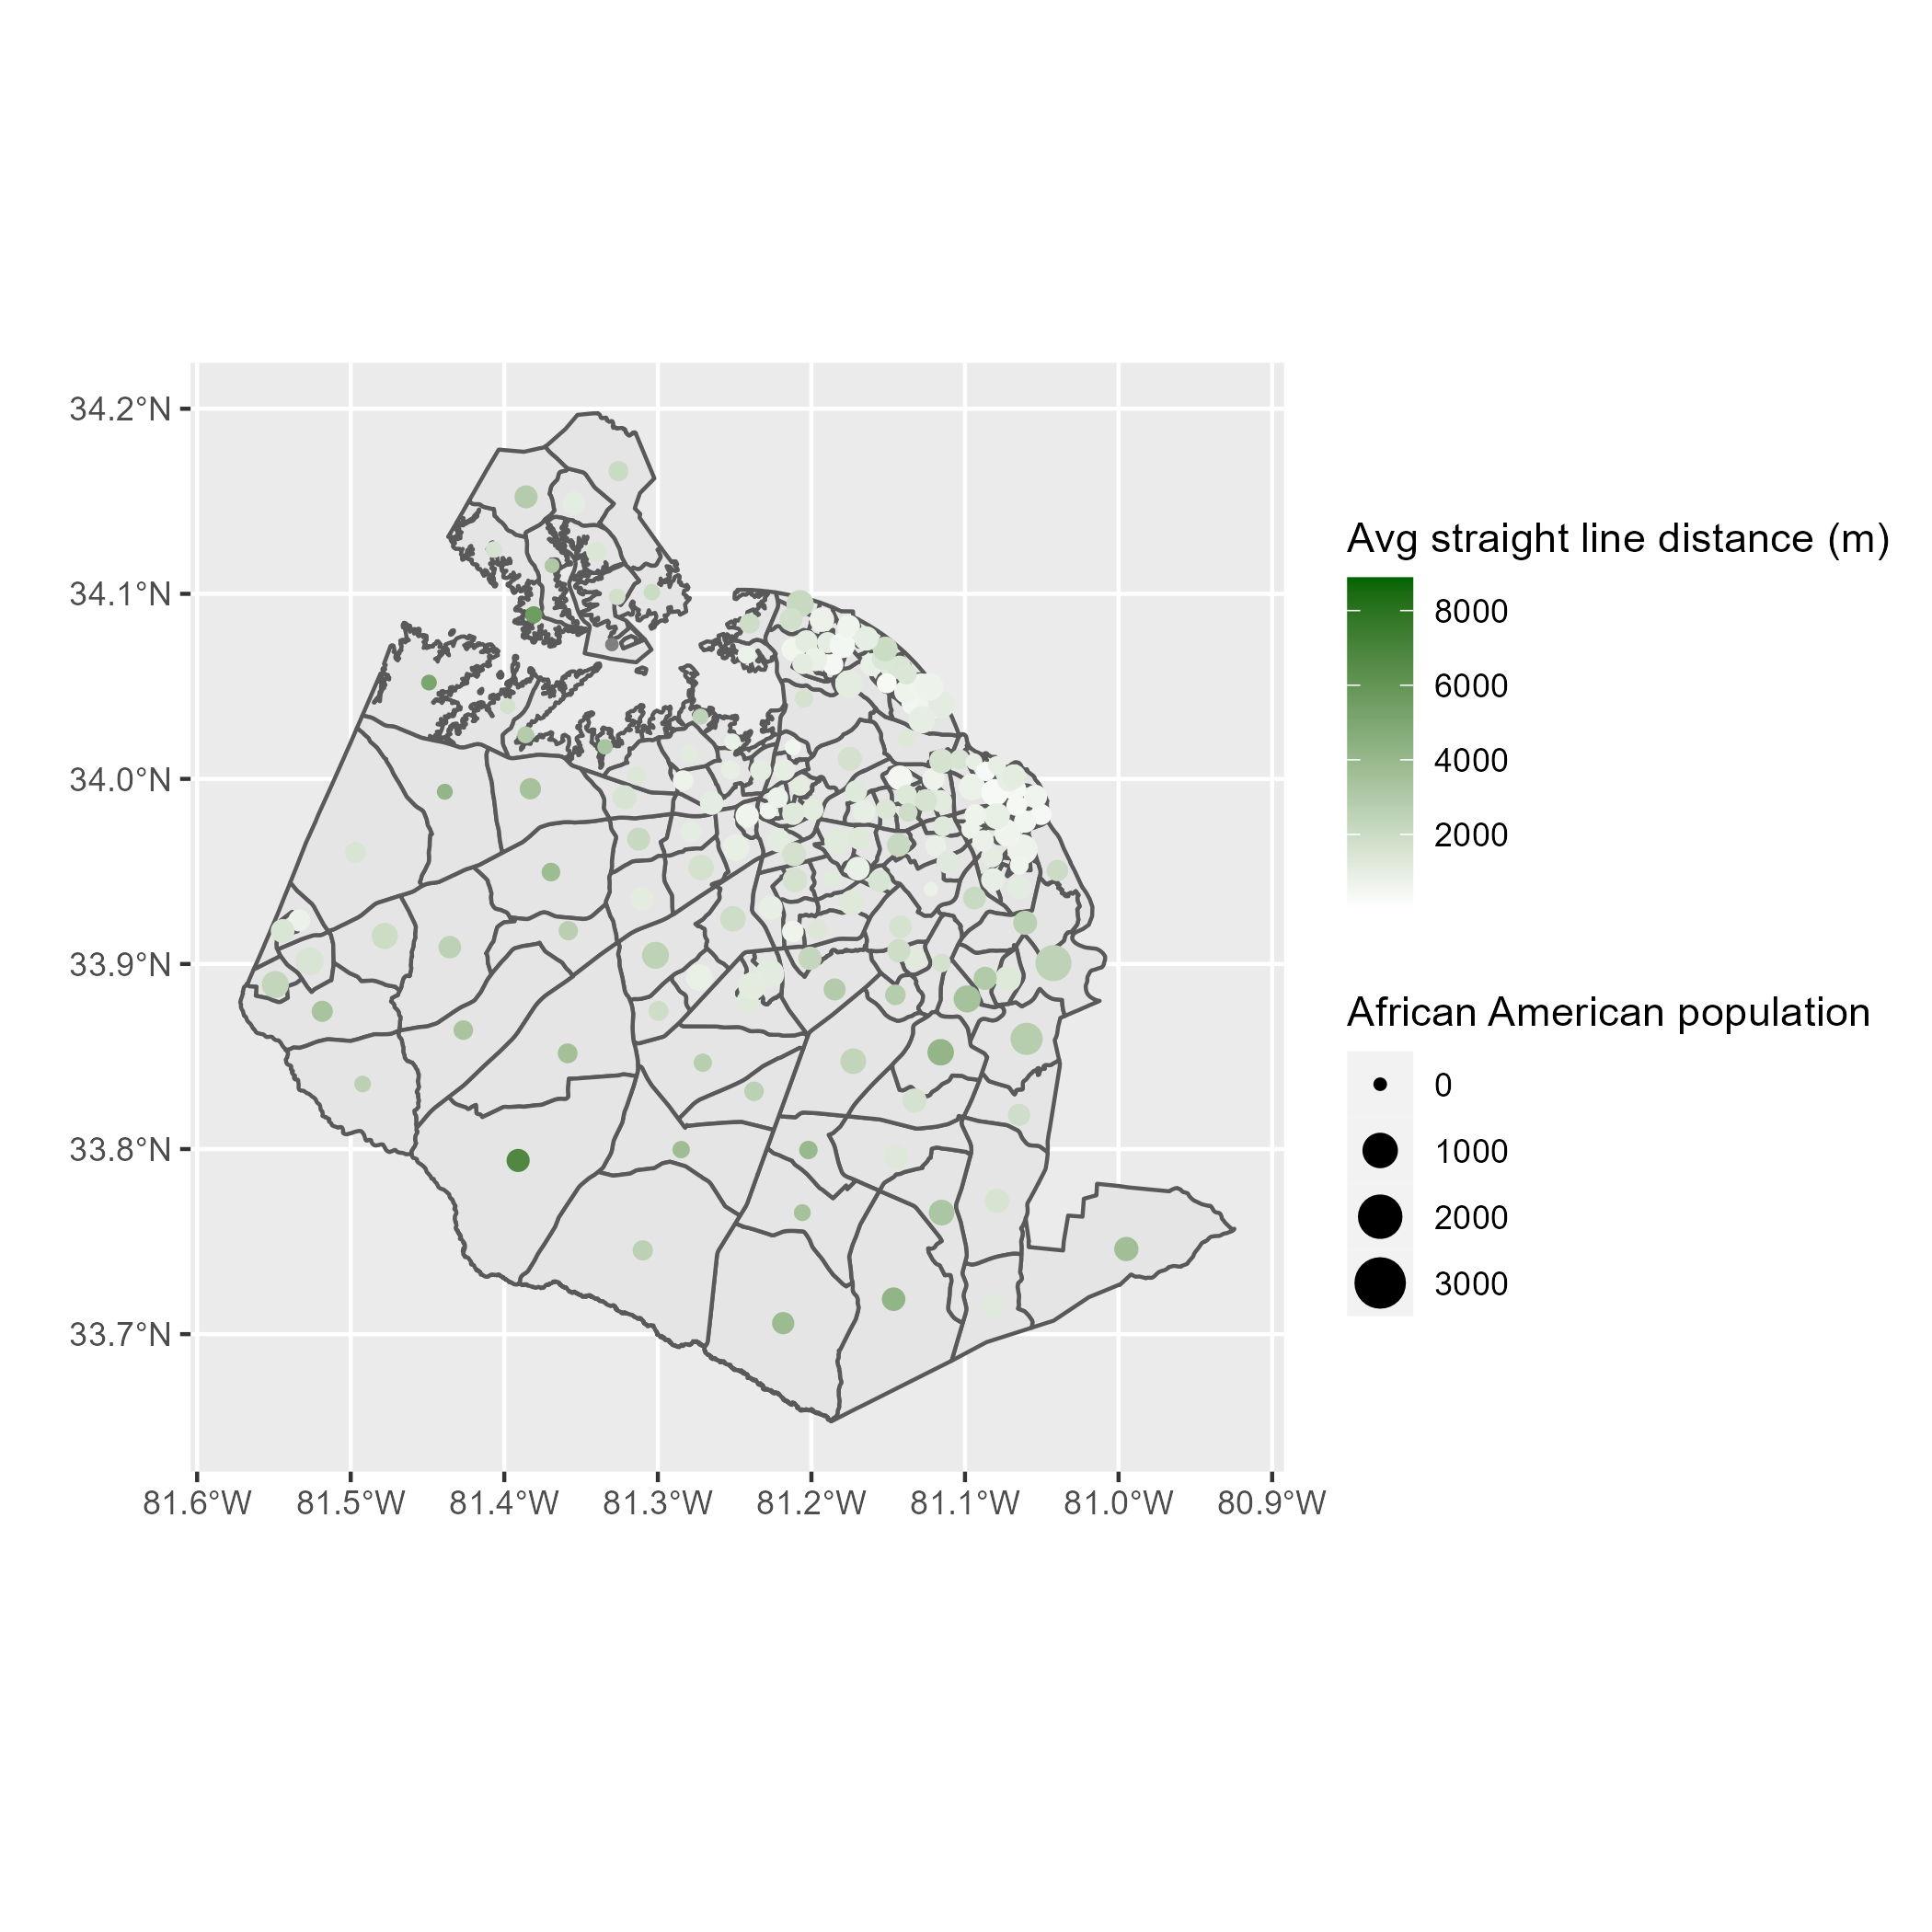 34.2°N
34.1°N
34.0°N
33.9°N
33.8°N
33.7°N
81.6°W 81.5°W 81.4°W 81.3°W 81.2°W 81.1°W 81.0°W 80.9°W
Avg straight line distance (m)
8000
6000
4000
2000
African American population
0
1000
2000
3000